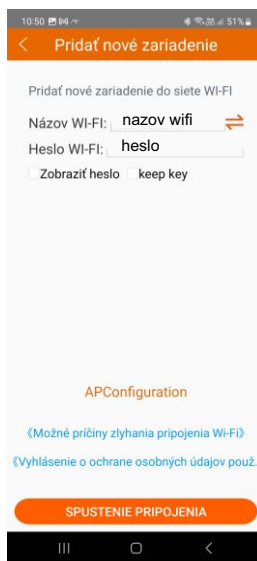 10:50 51%
Pridať nové zariadenie
Pridať nové zariadenie do siete WI-FI
Názov WI-FI: nazov wifi
Heslo WI-FI: heslo
Zobraziť heslo keep key
APConfiguration
《Možné príčiny zlyhania pripojenia Wi-Fi》
《Vyhlásenie o ochrane osobných údajov použ.
SPUSTENIE PRIPOJENIA